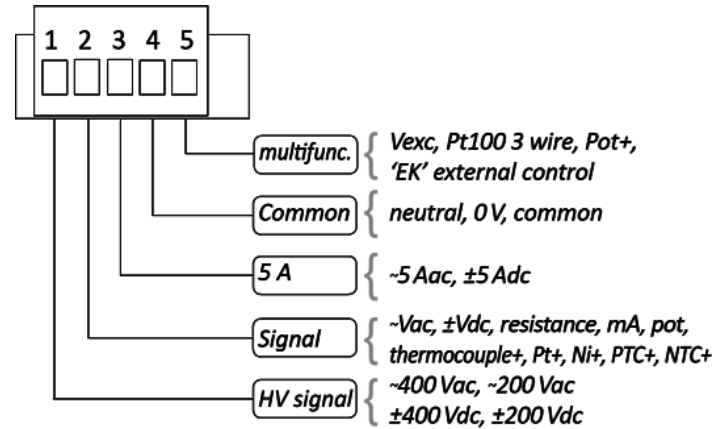 1 2 3 4 5
multifunc. { Vexc, Pt100 3 wire, Pot+,
‘EK’ external control
Common { neutral, 0 V, common
5 A { ~5 Aac, ±5 Adc
Signal { ~Vac, ±Vdc, resistance, mA, pot,
thermocouple+, Pt+, Ni+, PTC+, NTC+
HV signal { ~400 Vac, ~200 Vac
±400 Vdc, ±200 Vdc